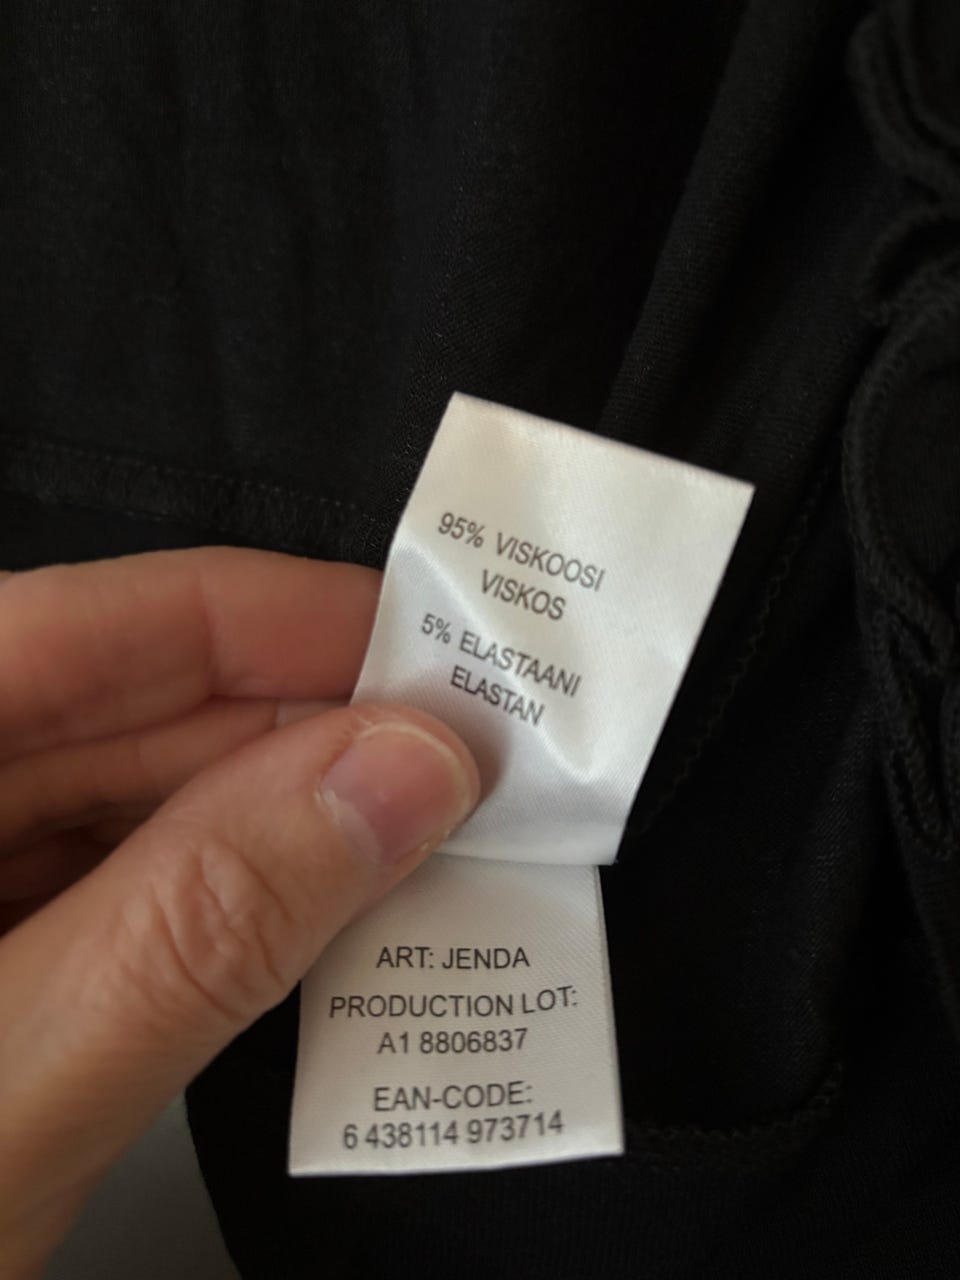 95% VISKOOSI
VISKOS
5% ELASTAANI
ELASTAN
ART: JENDA
PRODUCTION LOT:
A1 8806837
EAN-CODE:
6 438114 973714